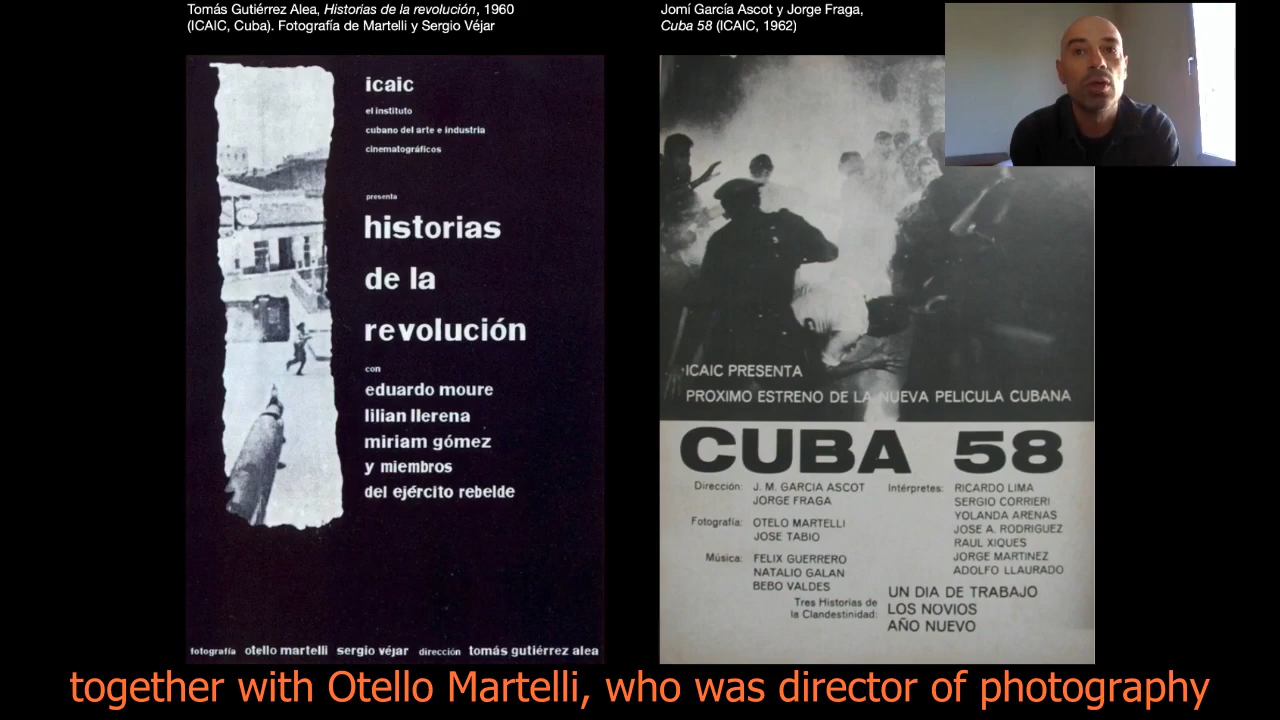 Tomás Gutiérrez Alea, Historias de la revolución, 1960
(ICAIC, Cuba). Fotografía de Martelli y Sergio Véjar
Jomí García Ascot y Jorge Fraga,
Cuba 58 (ICAIC, 1962)
icaic
el instituto
cubano del arte e industria
cinematográficos
presenta
historias
de la
revolución
con
eduardo moure
lilian llerena
miriam gómez
y miembros
del ejército rebelde
fotografía otello martelli sergio véjar dirección tomás gutiérrez alea
ICAIC PRESENTA
PROXIMO ESTRENO DE LA NUEVA PELICULA CUBANA
CUBA 58
Dirección: J. M. GARCIA ASCOT
JORGE FRAGA
Fotografía: OTELO MARTELLI
JOSE TABIO
Música: FELIX GUERRERO
NATALIO GALAN
BEBO VALDES
Intérpretes: RICARDO LIMA
SERGIO CORRIERI
YOLANDA ARENAS
JOSE A. RODRIGUEZ
RAUL XIQUES
JORGE MARTINEZ
ADOLFO LLAURADO
Tres Historias de
la Clandestinidad:
UN DIA DE TRABAJO
LOS NOVIOS
AÑO NUEVO
together with Otello Martelli, who was director of photography